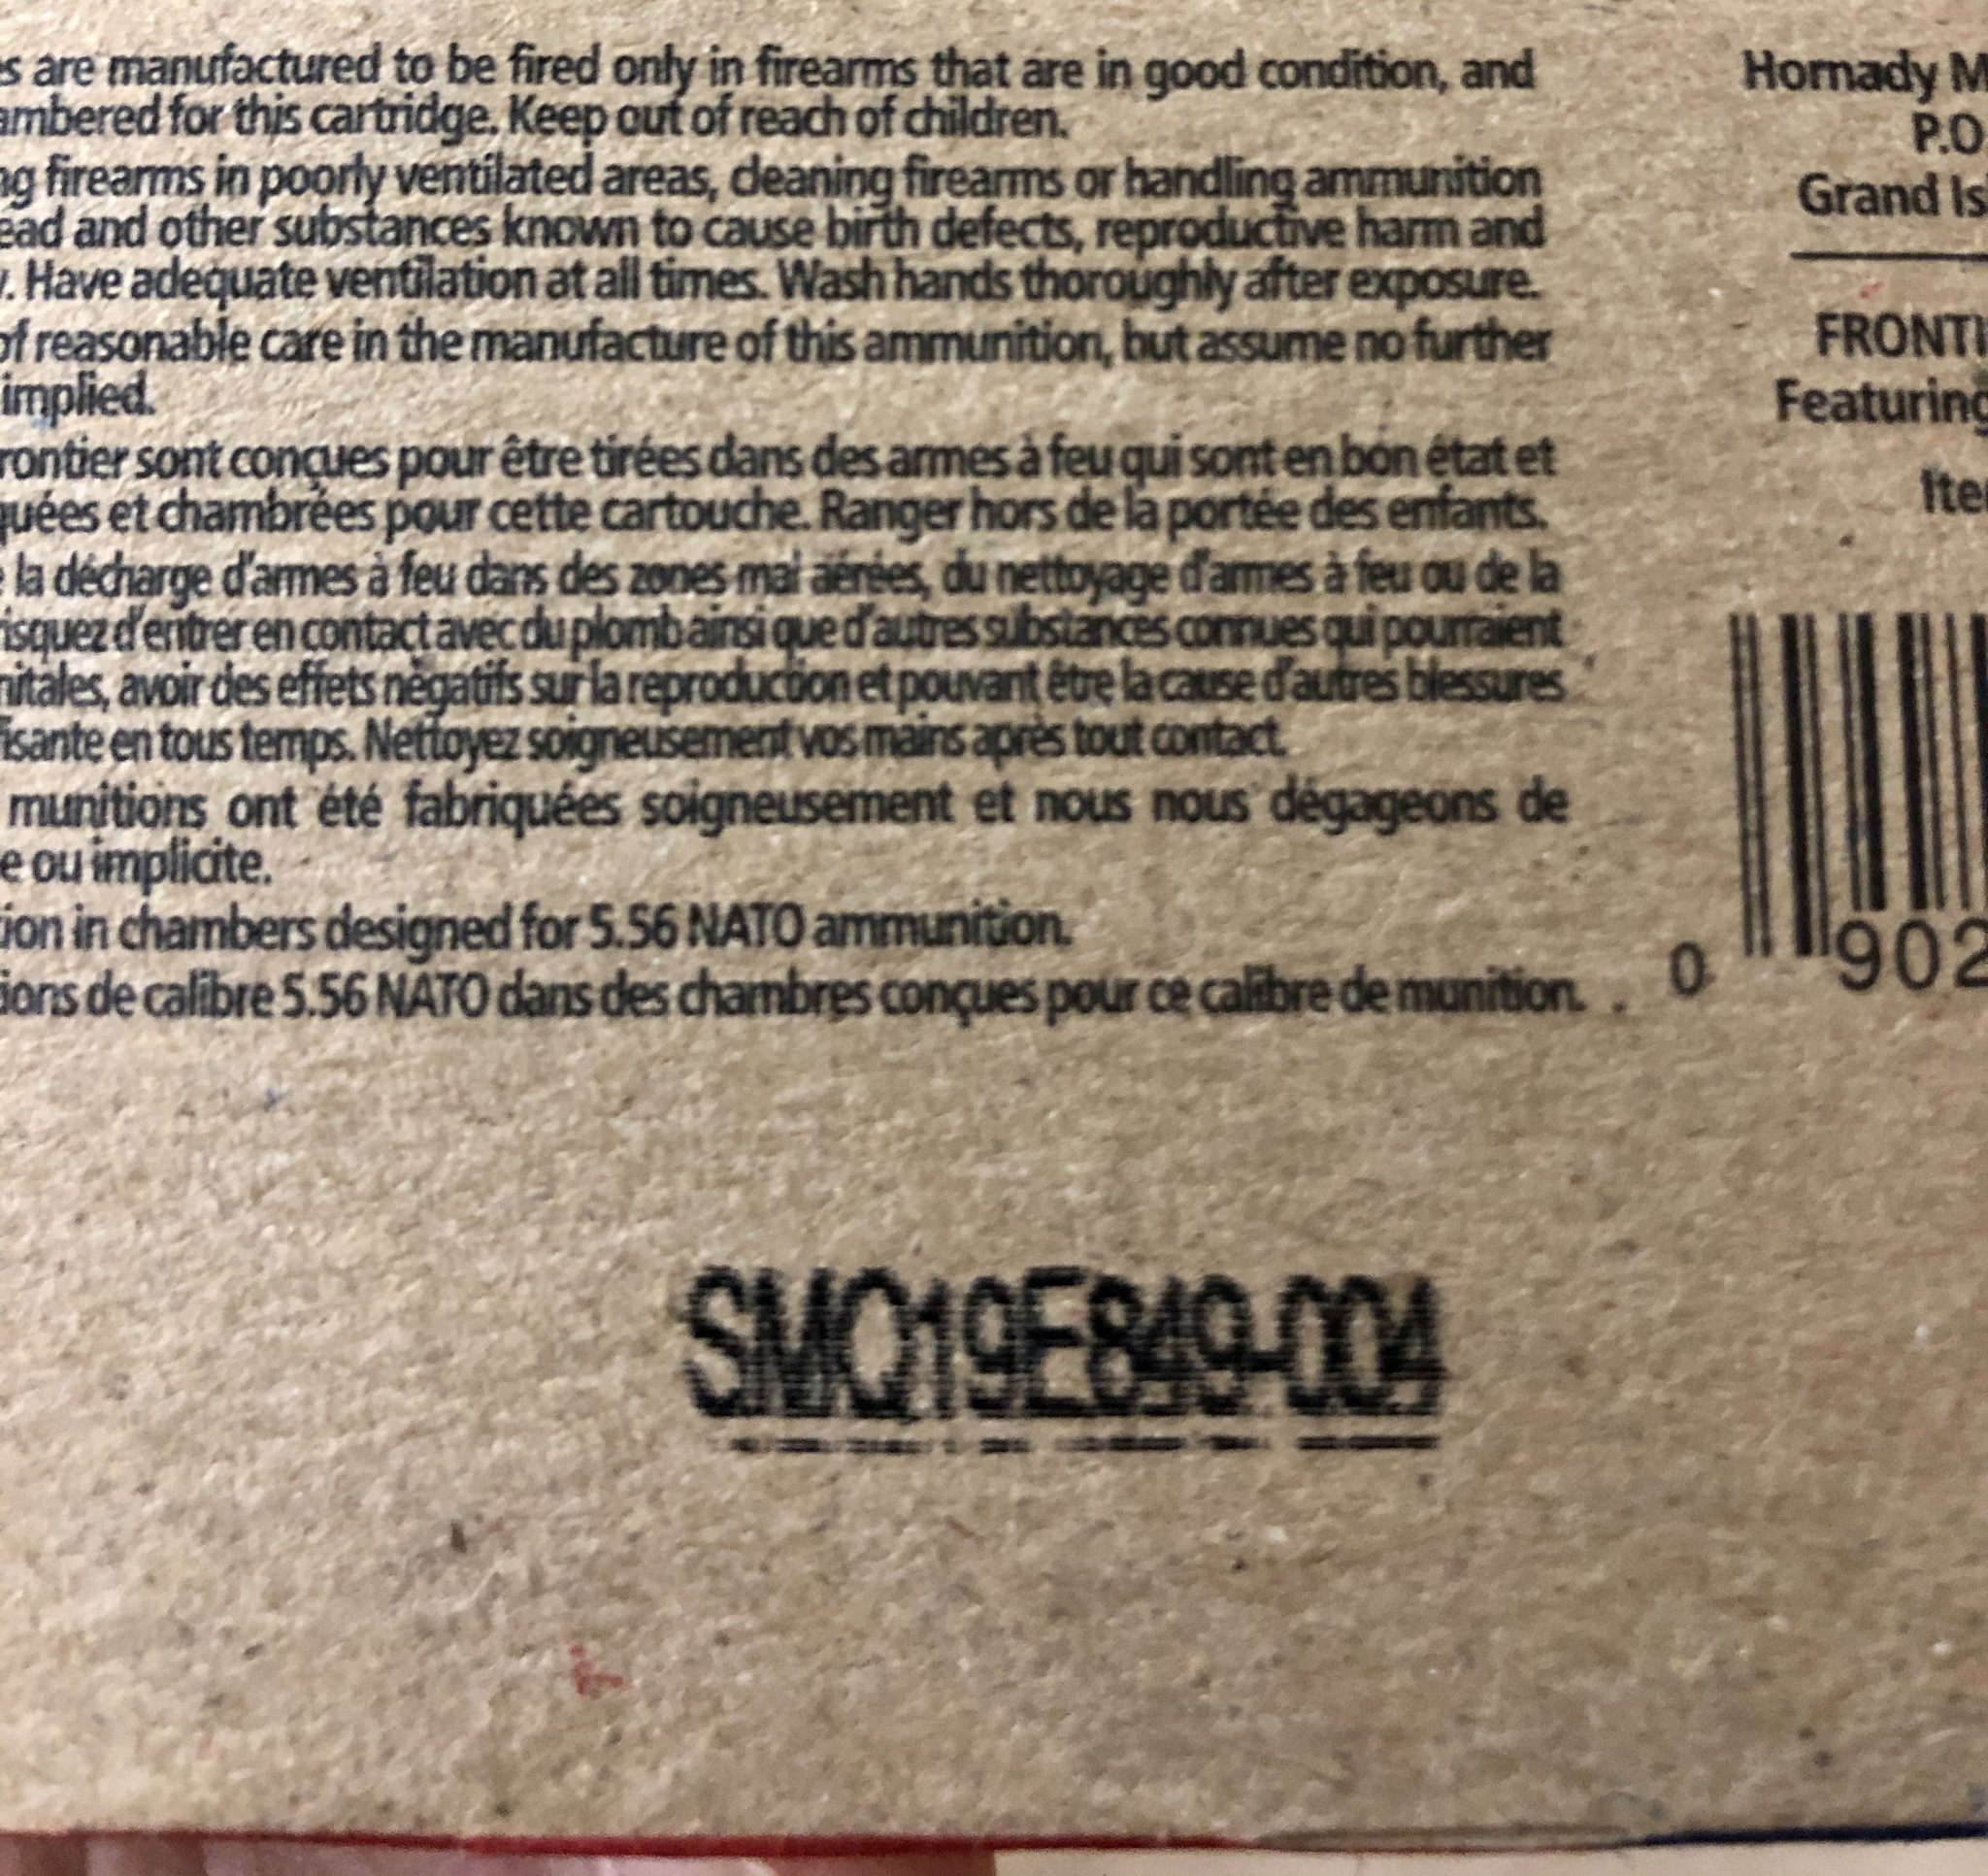 s are manufactured to be fired only in firearms that are in good condition, and
ambered for this cartridge. Keep out of reach of children.
ng firearms in poorly ventilated areas, cleaning firearms or handling ammunition
ead and other substances known to cause birth defects, reproductive harm and
y. Have adequate ventilation at all times. Wash hands thoroughly after exposure.
of reasonable care in the manufacture of this ammunition, but assume no further
implied.
rontier sont conçues pour être tirées dans des armes à feu qui sont en bon état et
quées et chambrées pour cette cartouche. Ranger hors de la portée des enfants.
e la décharge d'armes à feu dans des zones mal aérées, du nettoyage d'armes à feu ou de la
risquez d'entrer en contact avec du plomb ainsi que d'autres substances connues qui pourraient
nitales, avoir des effets négatifs sur la reproduction et pouvant être la cause d'autres blessures
fisante en tous temps. Nettoyez soigneusement vos mains après tout contact.
munitions ont été fabriquées soigneusement et nous nous dégageons de
e ou implicite.
ion in chambers designed for 5.56 NATO ammunition.
ions de calibre 5.56 NATO dans des chambres conçues pour ce calibre de munition.
Hornady M
P.O
Grand Is
FRONTI
Featuring
Ite
0 902
SMQ19E849-004